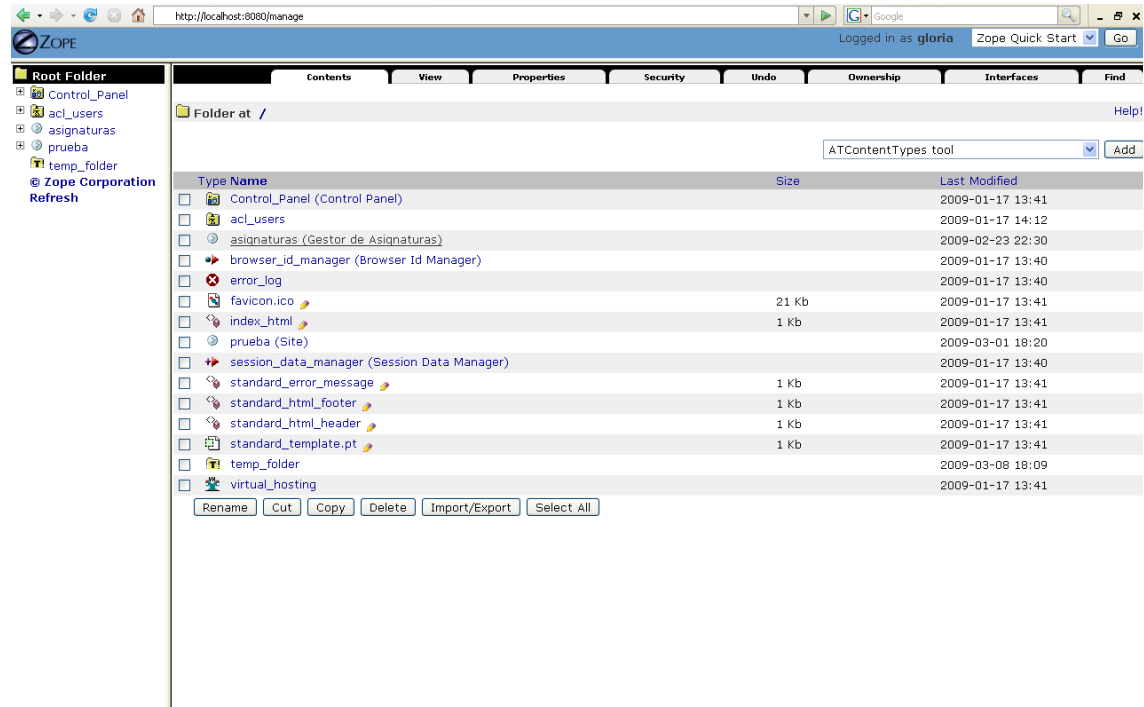 http://localhost:8080/manage
G Google
ZOPE
Logged in as gloria Zope Quick Start Go
Root Folder
Control_Panel
acl_users
asignaturas
prueba
temp_folder
© Zope Corporation
Refresh
Contents View Properties Security Undo Ownership Interfaces Find
Folder at / Help!
ATContentTypes tool Add
Type Name Size Last Modified
Control_Panel (Control Panel) 2009-01-17 13:41
acl_users 2009-01-17 14:12
asignaturas (Gestor de Asignaturas) 2009-02-23 22:30
browser_id_manager (Browser Id Manager) 2009-01-17 13:40
error_log 2009-01-17 13:40
favicon.ico 21 Kb 2009-01-17 13:41
index_html 1 Kb 2009-01-17 13:41
prueba (Site) 2009-03-01 18:20
session_data_manager (Session Data Manager) 2009-01-17 13:40
standard_error_message 1 Kb 2009-01-17 13:41
standard_html_footer 1 Kb 2009-01-17 13:41
standard_html_header 1 Kb 2009-01-17 13:41
standard_template.pt 1 Kb 2009-01-17 13:41
temp_folder 2009-03-08 18:09
virtual_hosting 2009-01-17 13:41
Rename Cut Copy Delete Import/Export Select All